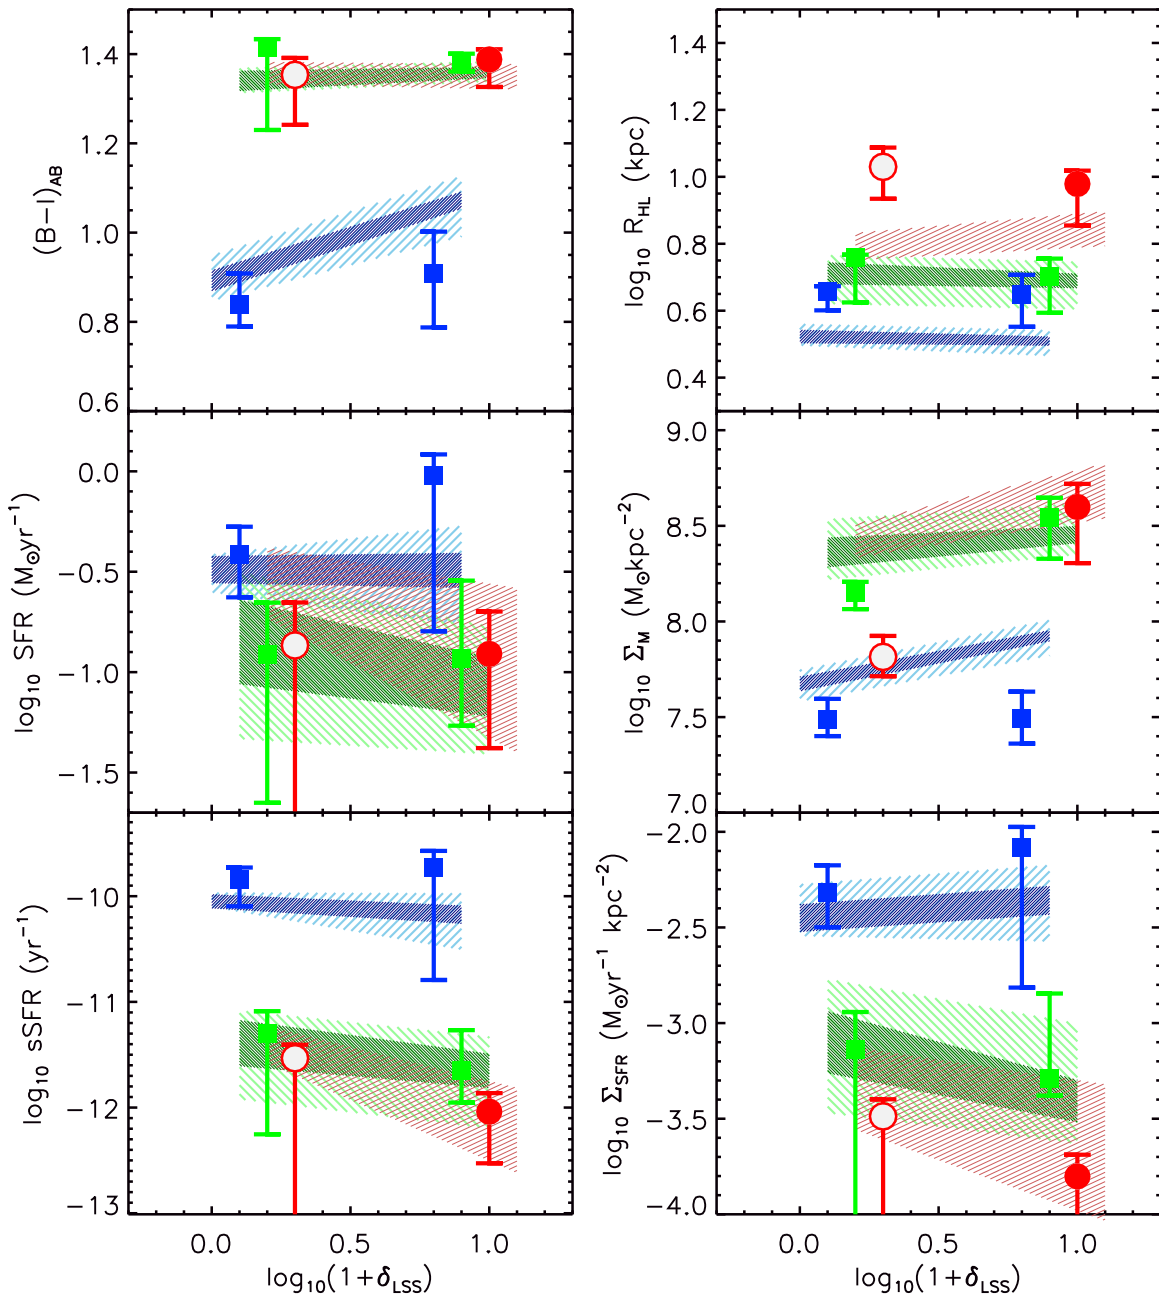 1.4
1.2
1.0
0.8
0.6
(B−I)AB
1.4
1.2
1.0
0.8
0.6
0.4
log10 RHL (kpc)
0.0
−0.5
−1.0
−1.5
log10 SFR (M⊙yr−1)
9.0
8.5
8.0
7.5
7.0
log10 ΣM (M⊙kpc−2)
−10
−11
−12
−13
log10 sSFR (yr−1)
−2.0
−2.5
−3.0
−3.5
−4.0
log10 ΣSFR (M⊙yr−1 kpc−2)
0.0 0.5 1.0
log10(1+δLSS)
0.0 0.5 1.0
log10(1+δLSS)